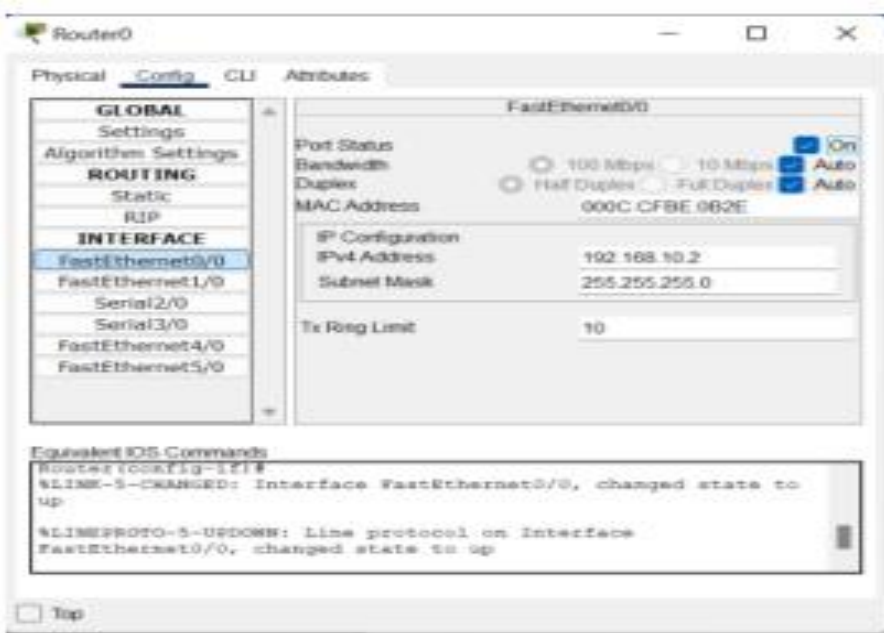 Router0
Physical Config CLI Attributes
GLOBAL
Settings
Algorithm Settings
ROUTING
Static
RIP
INTERFACE
FastEthernet0/0
FastEthernet1/0
Serial2/0
Serial3/0
FastEthernet4/0
FastEthernet5/0
FastEthernet0/0
Port Status On
Bandwidth 100 Mbps 10 Mbps Auto
Duplex Half Duplex Full Duplex Auto
MAC Address 000C.CFBE.0B2E
IP Configuration
IPv4 Address 192.168.10.2
Subnet Mask 255.255.255.0
Tx Ring Limit 10
Equivalent IOS Commands
Router(config-if)#
%LINK-5-CHANGED: Interface FastEthernet0/0, changed state to
up
%LINEPROTO-5-UPDOWN: Line protocol on Interface
FastEthernet0/0, changed state to up
Top